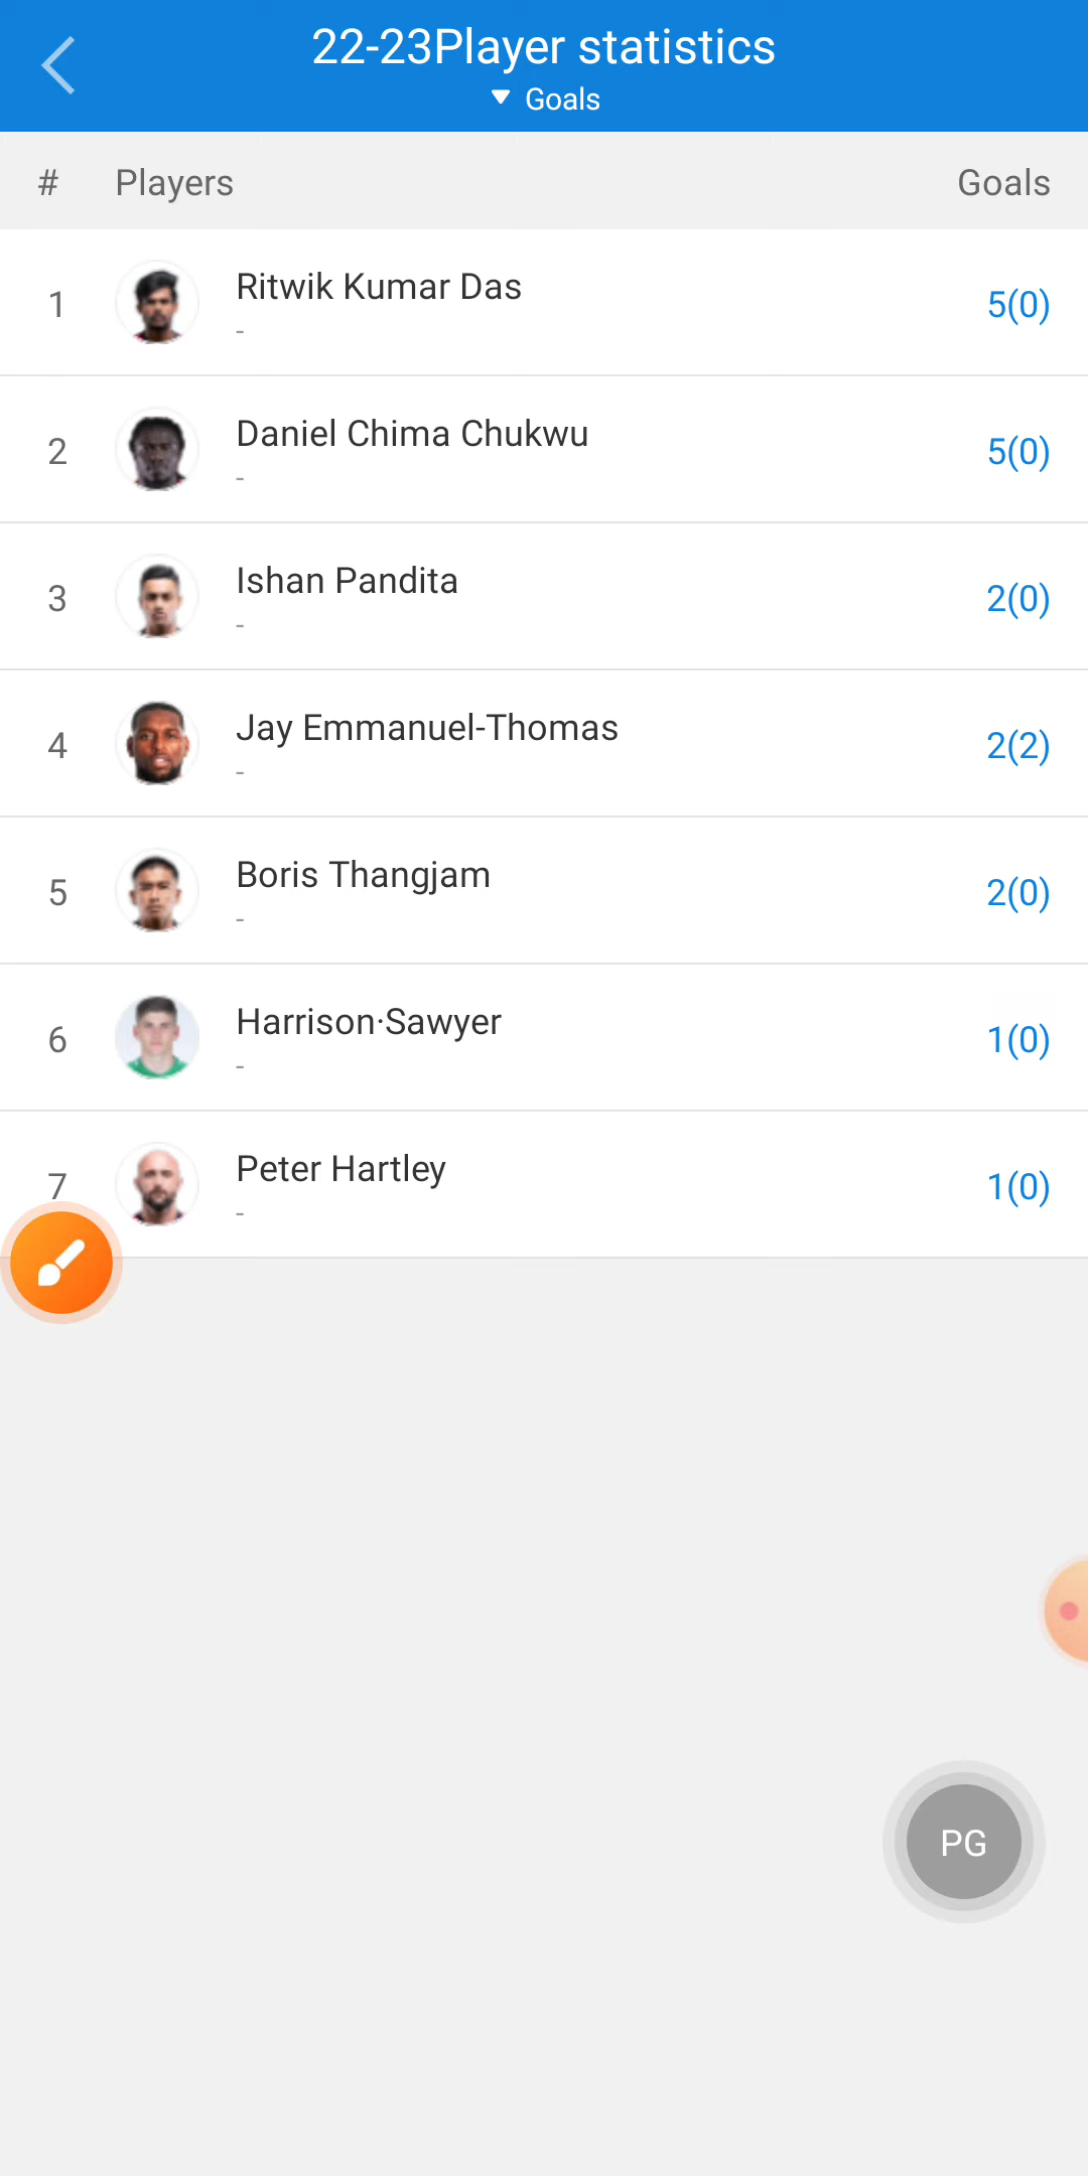 22-23Player statistics
Goals
# Players Goals
1 Ritwik Kumar Das 5(0)
-
2 Daniel Chima Chukwu 5(0)
-
3 Ishan Pandita 2(0)
-
4 Jay Emmanuel-Thomas 2(2)
-
5 Boris Thangjam 2(0)
-
6 Harrison·Sawyer 1(0)
-
7 Peter Hartley 1(0)
-
PG